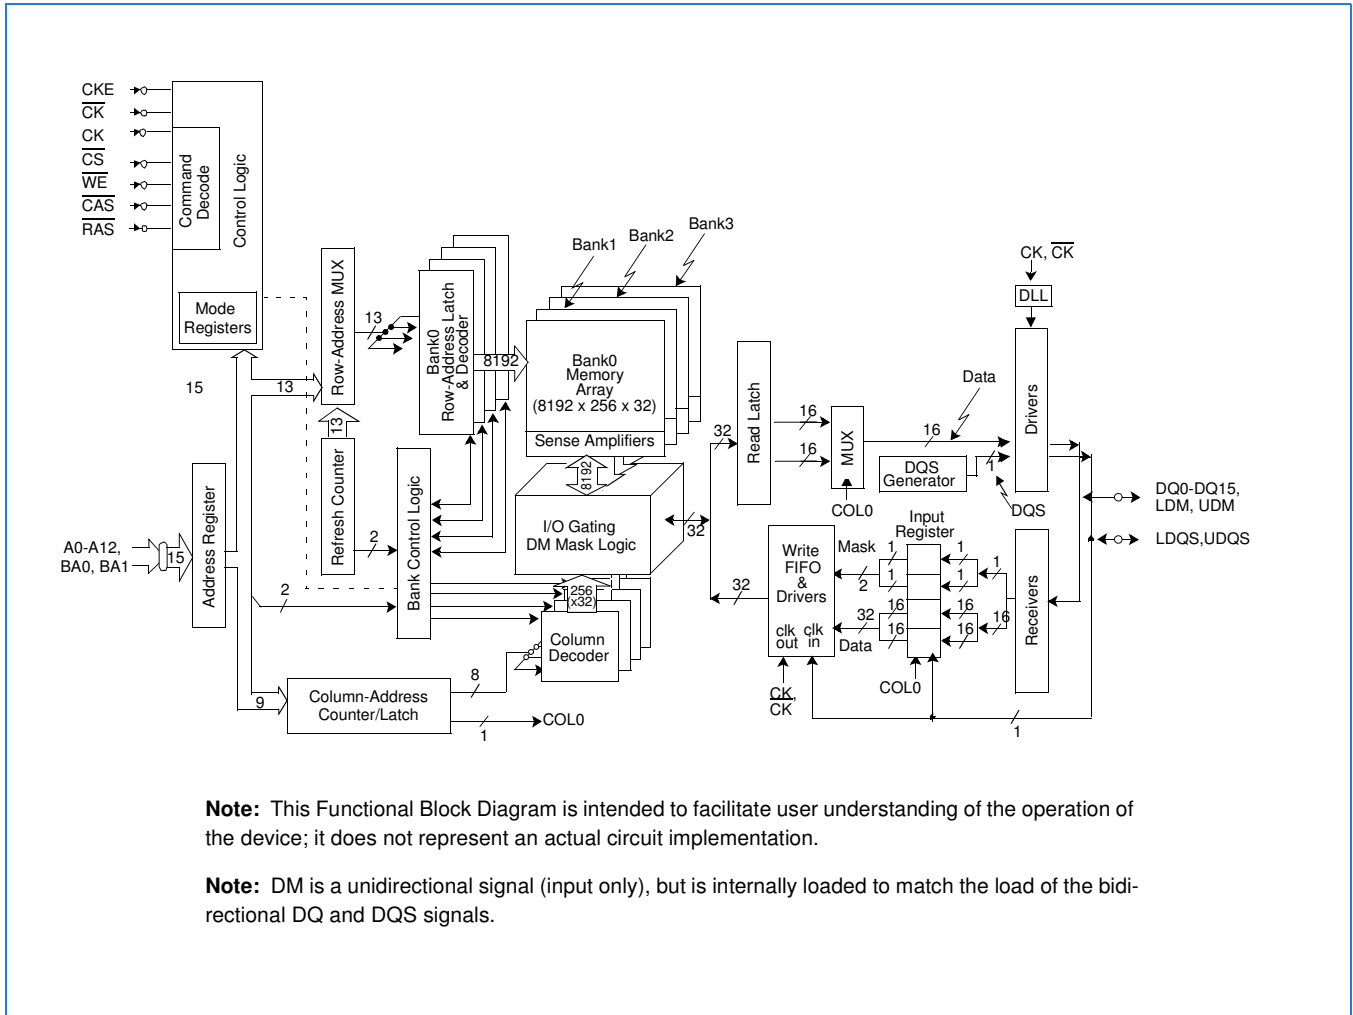 CKE
CK
CK
CS
WE
CAS
RAS
Command
Decode
Control Logic
Mode
Registers
15
13
Row-Address MUX
13
Refresh Counter
13
Bank0
Row-Address Latch
& Decoder
8192
Bank1
Bank2
Bank3
Bank0
Memory
Array
(8192 x 256 x 32)
Sense Amplifiers
8192
I/O Gating
DM Mask Logic
32
A0-A12,
BA0, BA1
15
Address Register
2
2
Bank Control Logic
256
(x32)
Column
Decoder
9
Column-Address
Counter/Latch
8
1
COL0
32
Read Latch
16
16
MUX
COL0
16
Data
DQS
Generator
1
DQS
CK, CK
DLL
Drivers
DQ0-DQ15,
LDM, UDM
LDQS,UDQS
32
Write
FIFO
&
Drivers
clk
out
clk
in
CK,
CK
Mask
2
32
Data
Input
Register
1
1
16
16
1
1
16
16
1
16
COL0
Receivers
1
Note: This Functional Block Diagram is intended to facilitate user understanding of the operation of
the device; it does not represent an actual circuit implementation.
Note: DM is a unidirectional signal (input only), but is internally loaded to match the load of the bidi-
rectional DQ and DQS signals.